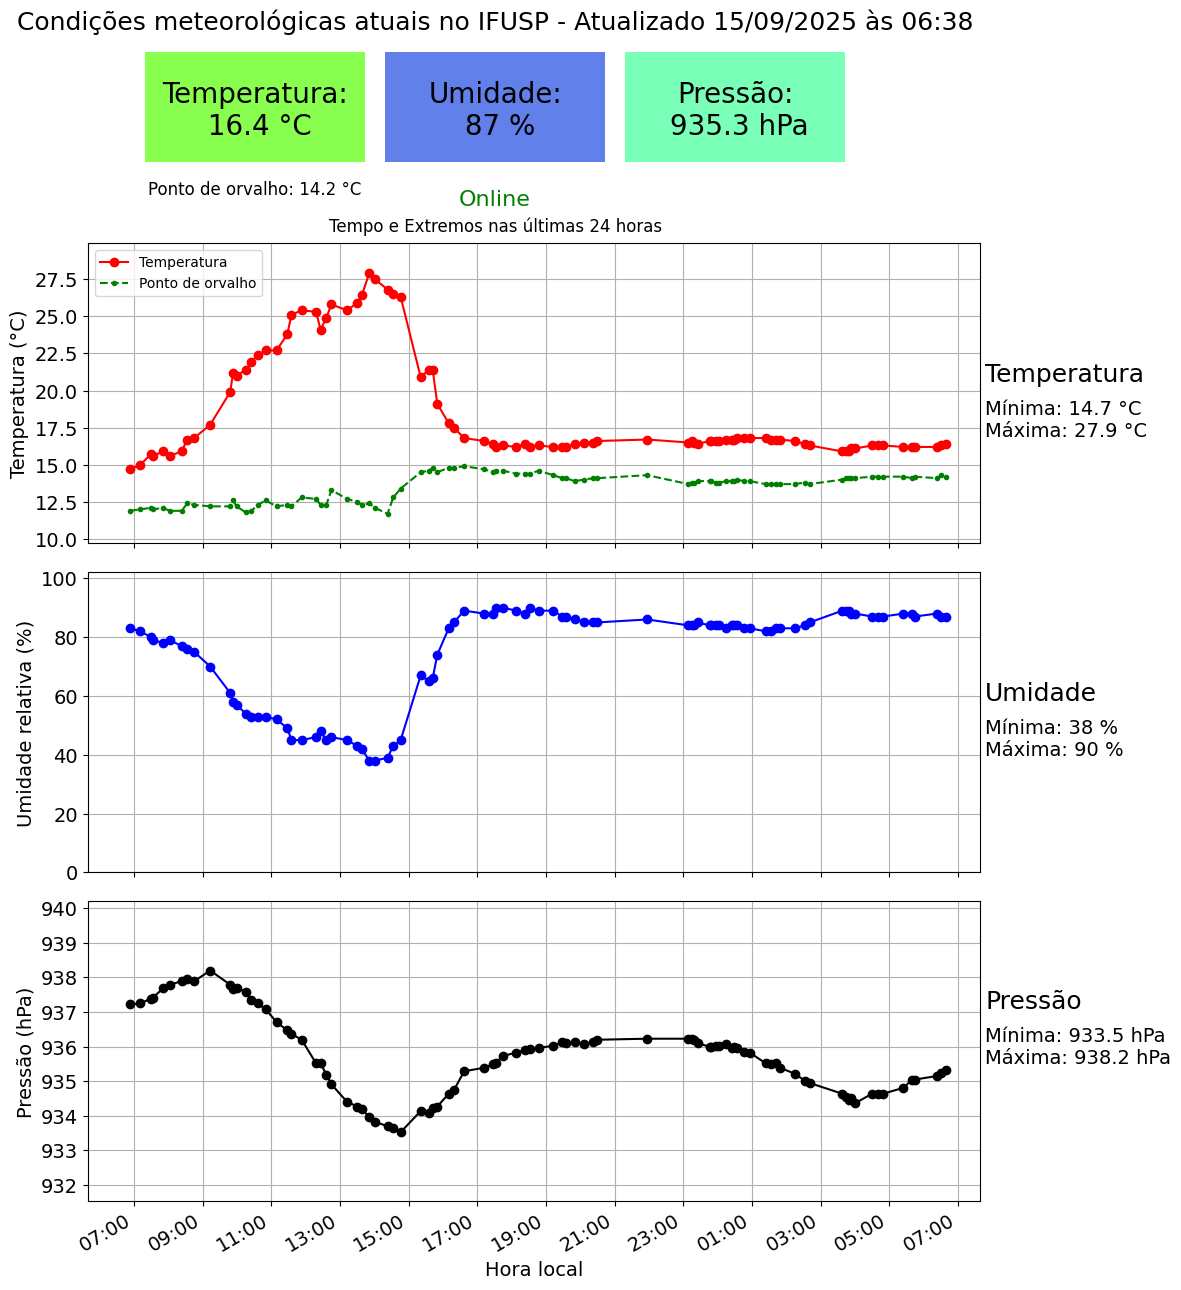 Condições meteorológicas atuais no IFUSP - Atualizado 15/09/2025 às 06:38
Temperatura:
16.4 °C
Umidade:
87 %
Pressão:
935.3 hPa
Ponto de orvalho: 14.2 °C
Online
Tempo e Extremos nas últimas 24 horas
Temperatura
Ponto de orvalho
Temperatura (°C)
27.5
25.0
22.5
20.0
17.5
15.0
12.5
10.0
Temperatura
Mínima: 14.7 °C
Máxima: 27.9 °C
Umidade relativa (%)
100
80
60
40
20
0
Umidade
Mínima: 38 %
Máxima: 90 %
Pressão (hPa)
940
939
938
937
936
935
934
933
932
Pressão
Mínima: 933.5 hPa
Máxima: 938.2 hPa
07:00
09:00
11:00
13:00
15:00
17:00
19:00
21:00
23:00
01:00
03:00
05:00
07:00
Hora local